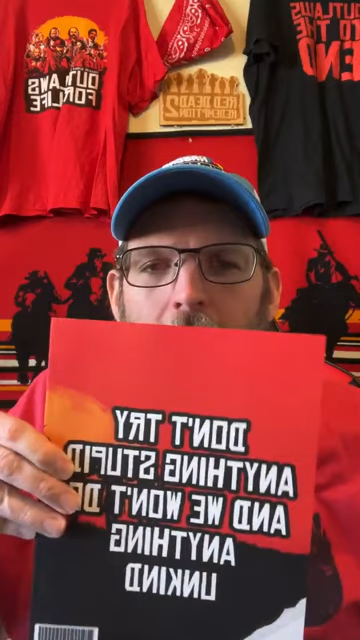 OUTLAWS
FOR LIFE
RED DEAD
REDEMPTION 2
OUTLAWS
TO THE
END
DON'T TRY
ANYTHING STUPID
AND WE WON'T DO
ANYTHING
UNKIND